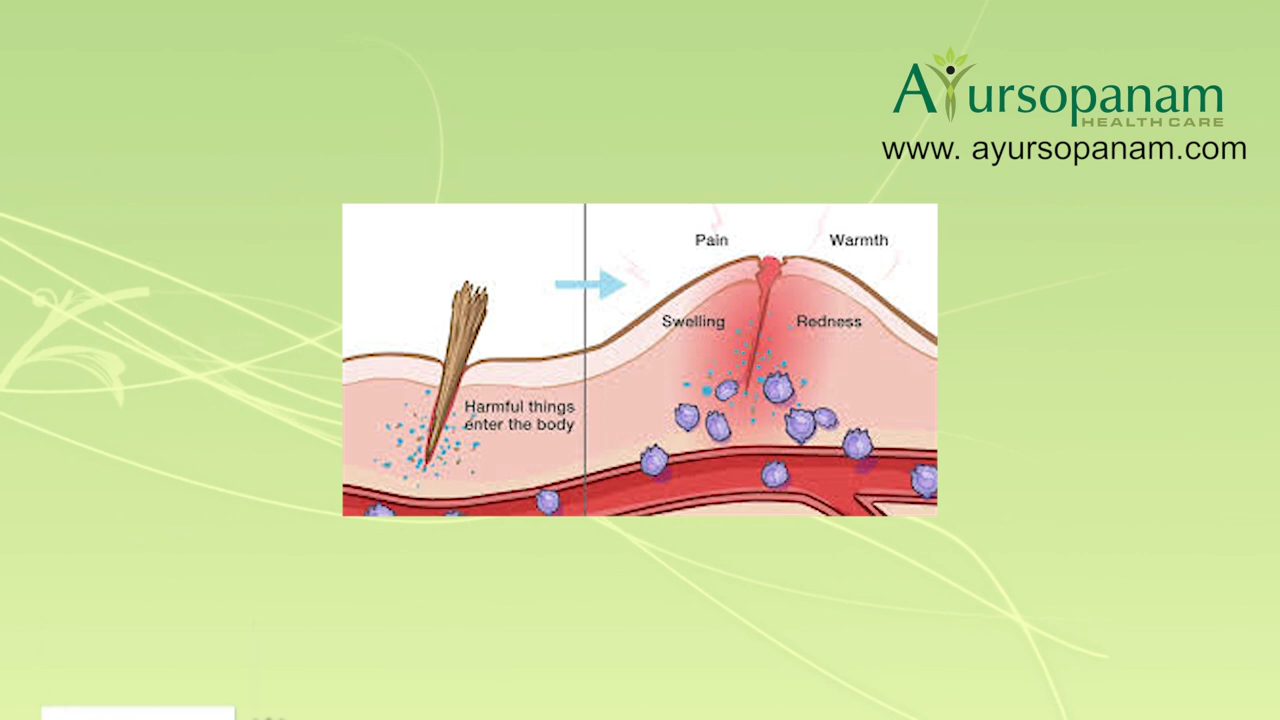 Ayursopanam
HEALTH CARE
www. ayursopanam.com
Pain
Warmth
Swelling
Redness
Harmful things
enter the body